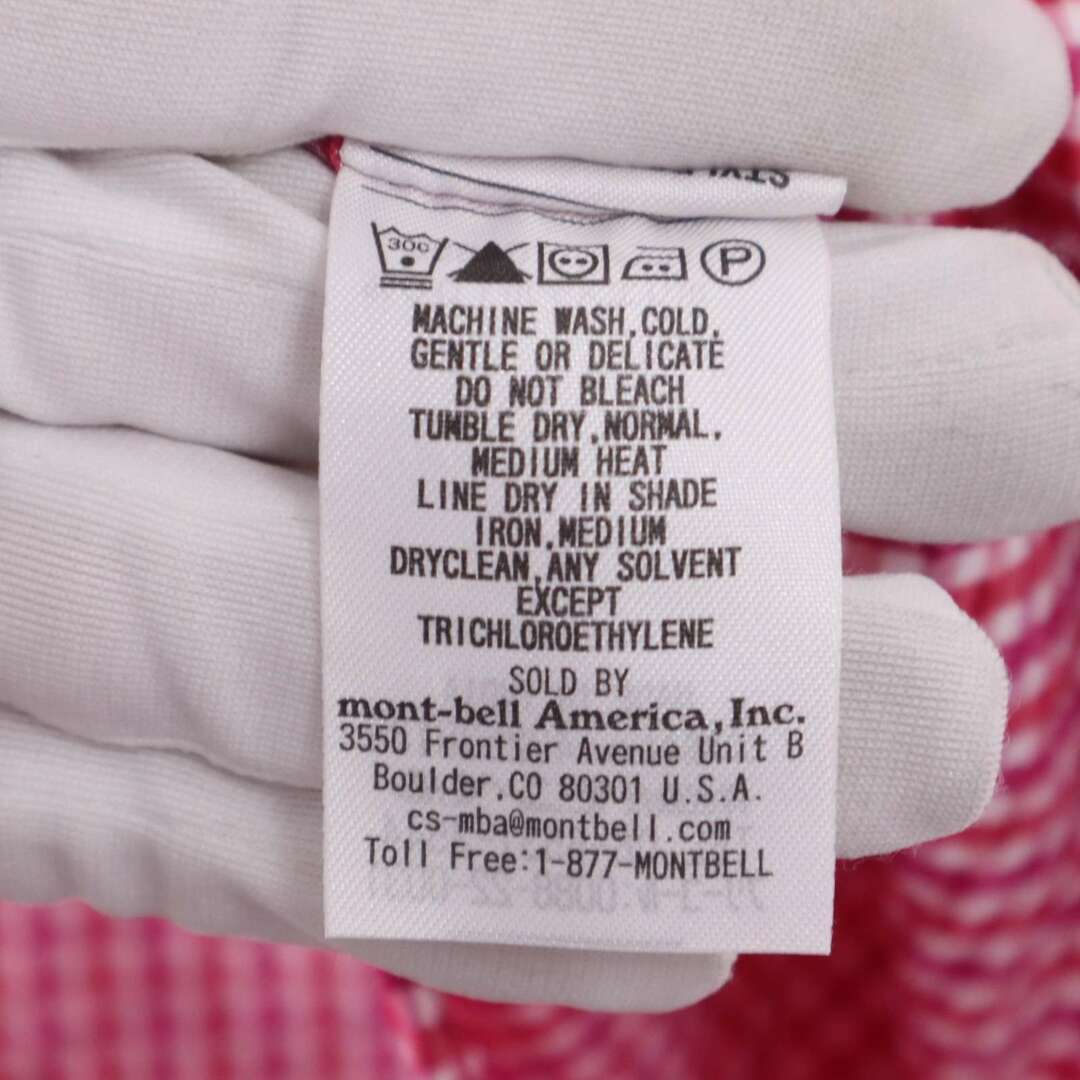 STYLE
30C
P
MACHINE WASH,COLD,
GENTLE OR DELICATE
DO NOT BLEACH
TUMBLE DRY,NORMAL,
MEDIUM HEAT
LINE DRY IN SHADE
IRON,MEDIUM
DRYCLEAN,ANY SOLVENT
EXCEPT
TRICHLOROETHYLENE
SOLD BY
mont-bell America,Inc.
3550 Frontier Avenue Unit B
Boulder,CO 80301 U.S.A.
cs-mba@montbell.com
Toll Free:1-877-MONTBELL